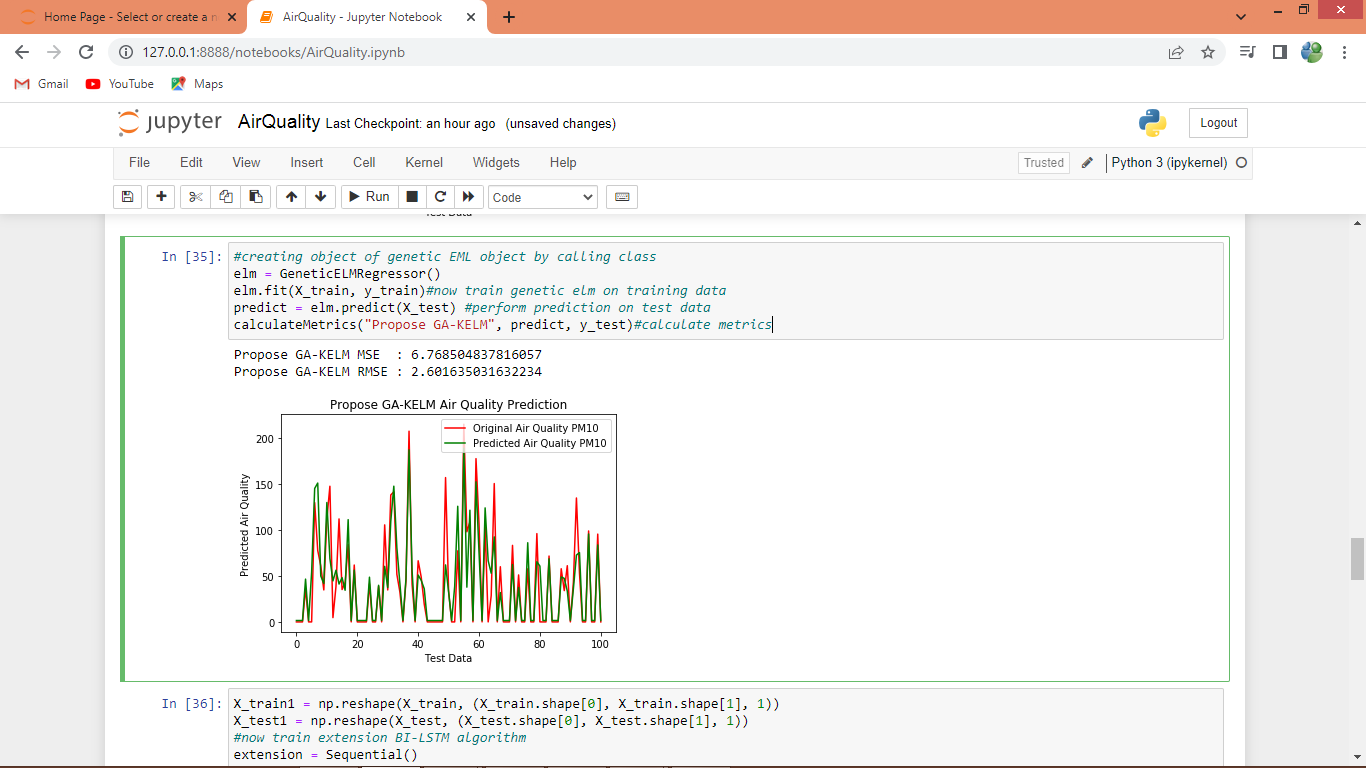 Home Page - Select or create a n
AirQuality - Jupyter Notebook
127.0.0.1:8888/notebooks/AirQuality.ipynb
Gmail YouTube Maps
jupyter AirQuality Last Checkpoint: an hour ago (unsaved changes)
Logout
File Edit View Insert Cell Kernel Widgets Help
Trusted Python 3 (ipykernel)
Run Code
Test Data
In [35]:
#creating object of genetic EML object by calling class
elm = GeneticELMRegressor()
elm.fit(X_train, y_train)#now train genetic elm on training data
predict = elm.predict(X_test) #perform prediction on test data
calculateMetrics("Propose GA-KELM", predict, y_test)#calculate metrics
Propose GA-KELM MSE : 6.768504837816057
Propose GA-KELM RMSE : 2.601635031632234
Propose GA-KELM Air Quality Prediction
Original Air Quality PM10
Predicted Air Quality PM10
Predicted Air Quality
200
150
100
50
0
0 20 40 60 80 100
Test Data
In [36]:
X_train1 = np.reshape(X_train, (X_train.shape[0], X_train.shape[1], 1))
X_test1 = np.reshape(X_test, (X_test.shape[0], X_test.shape[1], 1))
#now train extension BI-LSTM algorithm
extension = Sequential()